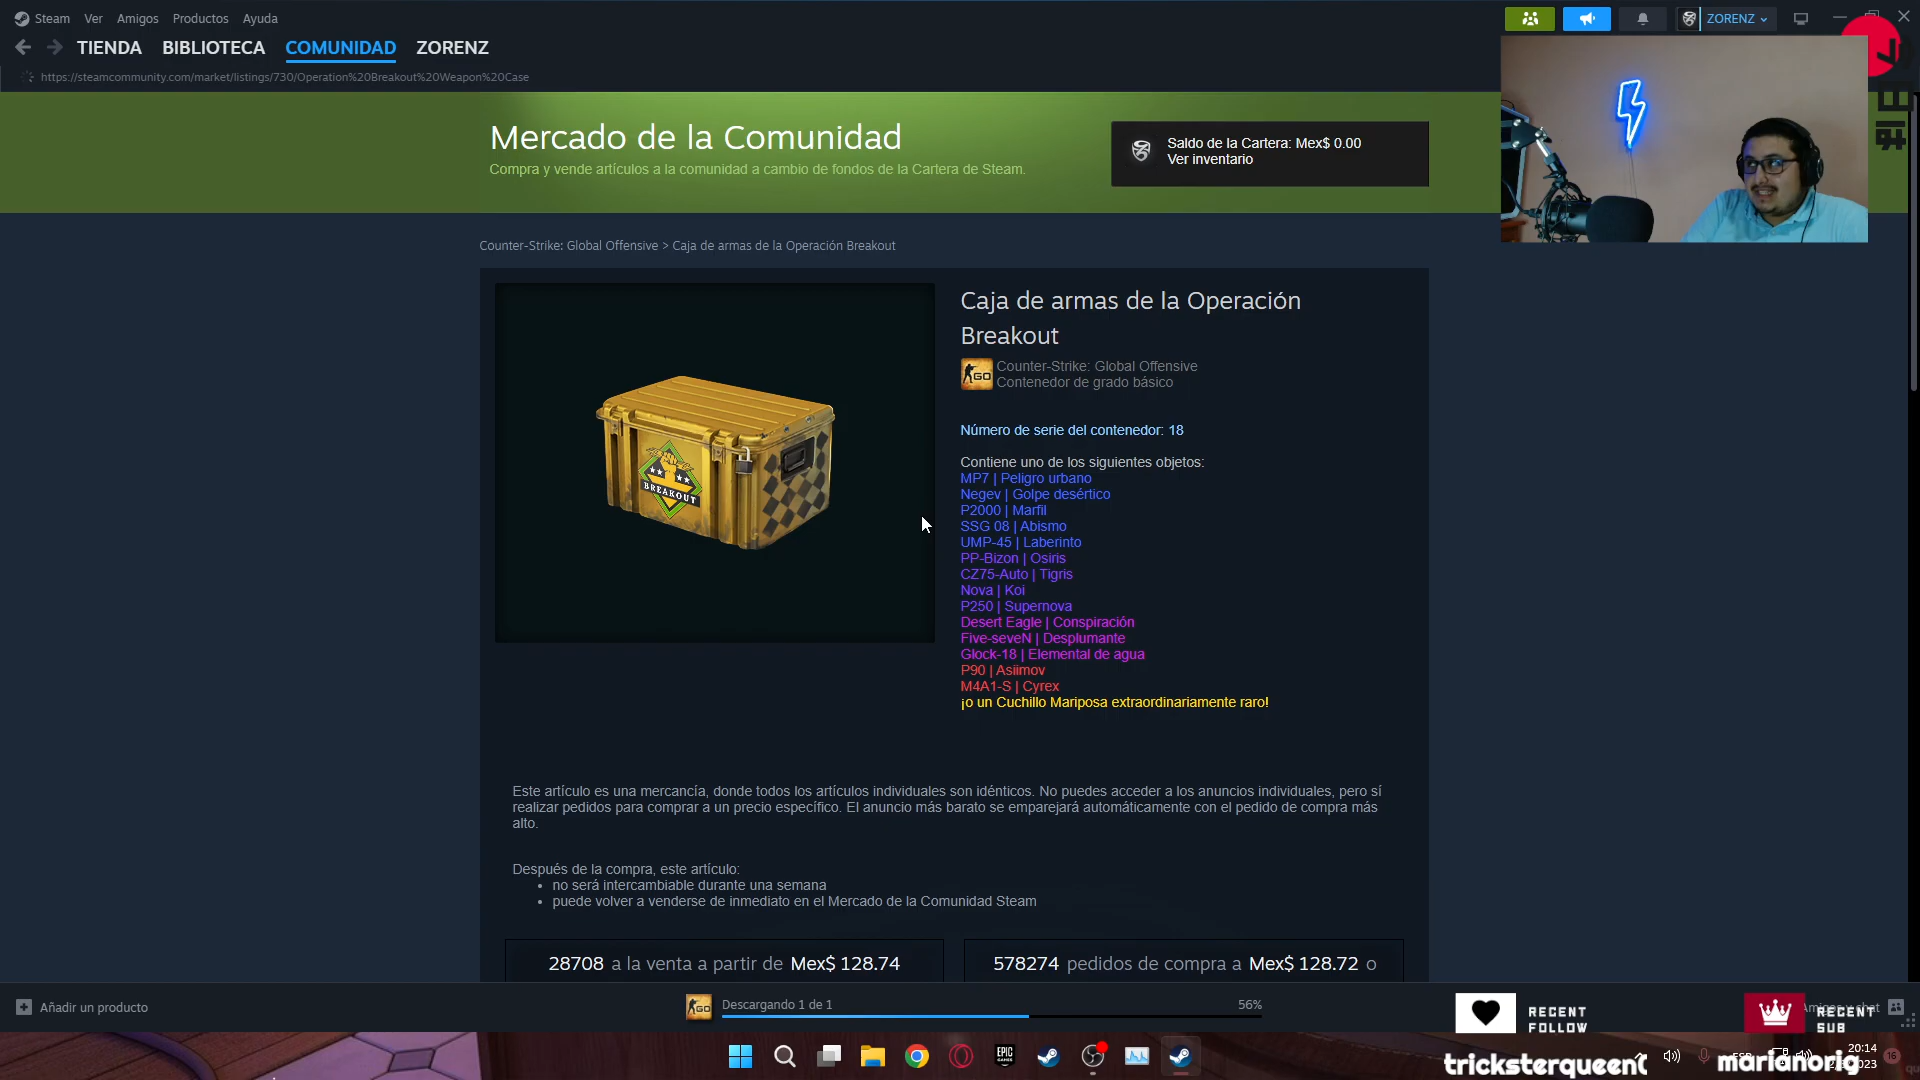 Steam Ver Amigos Productos Ayuda
ZORENZ
TIENDA BIBLIOTECA COMUNIDAD ZORENZ
https://steamcommunity.com/market/listings/730/Operation%20Breakout%20Weapon%20Case
Mercado de la Comunidad
Compra y vende artículos a la comunidad a cambio de fondos de la Cartera de Steam.
Saldo de la Cartera: Mex$ 0.00
Ver inventario
Counter-Strike: Global Offensive > Caja de armas de la Operación Breakout
BREAKOUT
Caja de armas de la Operación
Breakout
GO
Counter-Strike: Global Offensive
Contenedor de grado básico
Número de serie del contenedor: 18
Contiene uno de los siguientes objetos:
MP7 | Peligro urbano
Negev | Golpe desértico
P2000 | Marfil
SSG 08 | Abismo
UMP-45 | Laberinto
PP-Bizon | Osiris
CZ75-Auto | Tigris
Nova | Koi
P250 | Supernova
Desert Eagle | Conspiración
Five-seveN | Desplumante
Glock-18 | Elemental de agua
P90 | Asiimov
M4A1-S | Cyrex
¡o un Cuchillo Mariposa extraordinariamente raro!
Este artículo es una mercancía, donde todos los artículos individuales son idénticos. No puedes acceder a los anuncios individuales, pero sí
realizar pedidos para comprar a un precio específico. El anuncio más barato se emparejará automáticamente con el pedido de compra más
alto.
Después de la compra, este artículo:
• no será intercambiable durante una semana
• puede volver a venderse de inmediato en el Mercado de la Comunidad Steam
28708 a la venta a partir de Mex$ 128.74
578274 pedidos de compra a Mex$ 128.72 o
Añadir un producto
GO
Descargando 1 de 1
56%
RECENT
FOLLOW
RECENT
SUB
EPIC
GAMES
20:14
16